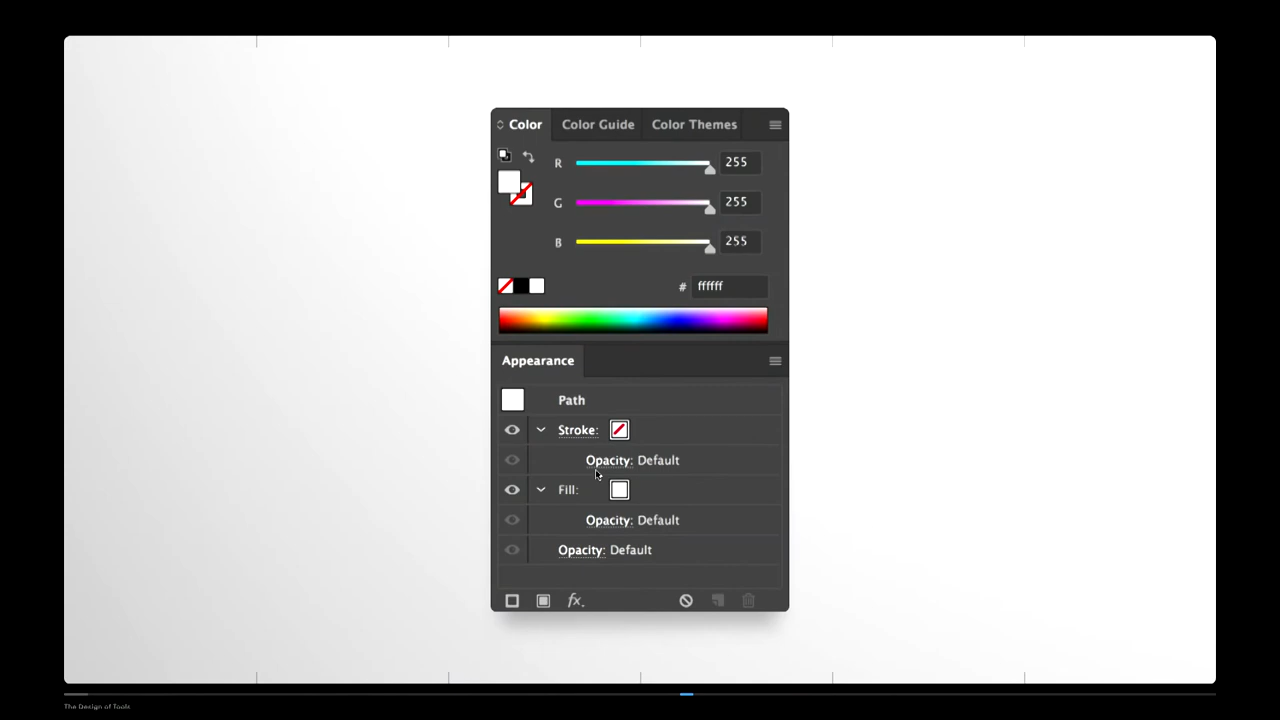 Color Color Guide Color Themes
R 255
G 255
B 255
# ffffff
Appearance
Path
Stroke:
Opacity: Default
Fill:
Opacity: Default
Opacity: Default
fx.
The Design of Tools